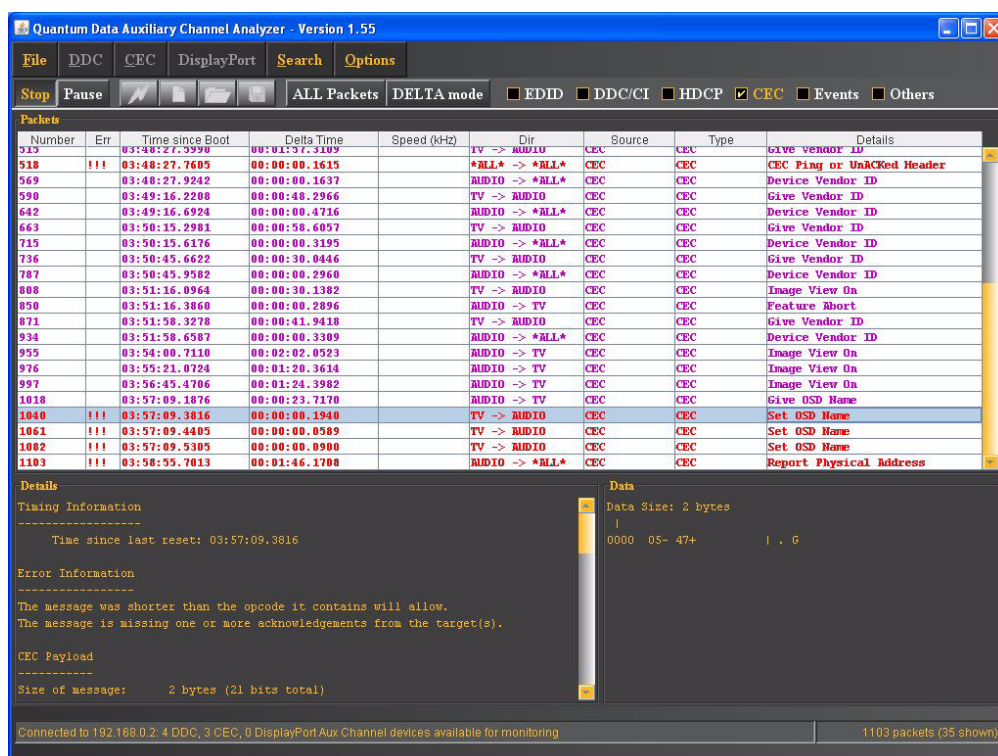 Quantum Data Auxiliary Channel Analyzer - Version 1.55
File DDC CEC DisplayPort Search Options
Stop Pause ALL Packets DELTA mode EDID DDC/CI HDCP CEC Events Others
Packets
Number Err Time since Boot Delta Time Speed (kHz) Dir Source Type Details
515 03:48:27.5990 00:01:57.3109 TV -> AUDIO CEC CEC Give Vendor ID
518 !!! 03:48:27.7605 00:00:00.1615 *ALL* -> *ALL* CEC CEC CEC Ping or UnACKed Header
569 03:48:27.9242 00:00:00.1637 AUDIO -> *ALL* CEC CEC Device Vendor ID
590 03:49:16.2208 00:00:48.2966 TV -> AUDIO CEC CEC Give Vendor ID
642 03:49:16.6924 00:00:00.4716 AUDIO -> *ALL* CEC CEC Device Vendor ID
663 03:50:15.2981 00:00:58.6057 TV -> AUDIO CEC CEC Give Vendor ID
715 03:50:15.6176 00:00:00.3195 AUDIO -> *ALL* CEC CEC Device Vendor ID
736 03:50:45.6622 00:00:30.0446 TV -> AUDIO CEC CEC Give Vendor ID
787 03:50:45.9582 00:00:00.2960 AUDIO -> *ALL* CEC CEC Device Vendor ID
808 03:51:16.0964 00:00:30.1382 TV -> AUDIO CEC CEC Image View On
850 03:51:16.3860 00:00:00.2896 AUDIO -> TV CEC CEC Feature Abort
871 03:51:58.3278 00:00:41.9418 TV -> AUDIO CEC CEC Give Vendor ID
934 03:51:58.6587 00:00:00.3309 AUDIO -> *ALL* CEC CEC Device Vendor ID
955 03:54:00.7110 00:02:02.0523 AUDIO -> TV CEC CEC Image View On
976 03:55:21.0724 00:01:20.3614 AUDIO -> TV CEC CEC Image View On
997 03:56:45.4706 00:01:24.3982 AUDIO -> TV CEC CEC Image View On
1018 03:57:09.1876 00:00:23.7170 AUDIO -> TV CEC CEC Give OSD Name
1040 !!! 03:57:09.3816 00:00:00.1940 TV -> AUDIO CEC CEC Set OSD Name
1061 !!! 03:57:09.4405 00:00:00.0589 TV -> AUDIO CEC CEC Set OSD Name
1082 !!! 03:57:09.5305 00:00:00.0900 TV -> AUDIO CEC CEC Set OSD Name
1103 !!! 03:58:55.7013 00:01:46.1708 AUDIO -> *ALL* CEC CEC Report Physical Address
Details
Timing Information
------------------
Time since last reset: 03:57:09.3816
Error Information
-----------------
The message was shorter than the opcode it contains will allow.
The message is missing one or more acknowledgements from the target(s).
CEC Payload
-----------
Size of message: 2 bytes (21 bits total)
Data
Data Size: 2 bytes
|
0000 05- 47+ | . G
Connected to 192.168.0.2: 4 DDC, 3 CEC, 0 DisplayPort Aux Channel devices available for monitoring
1103 packets (35 shown)